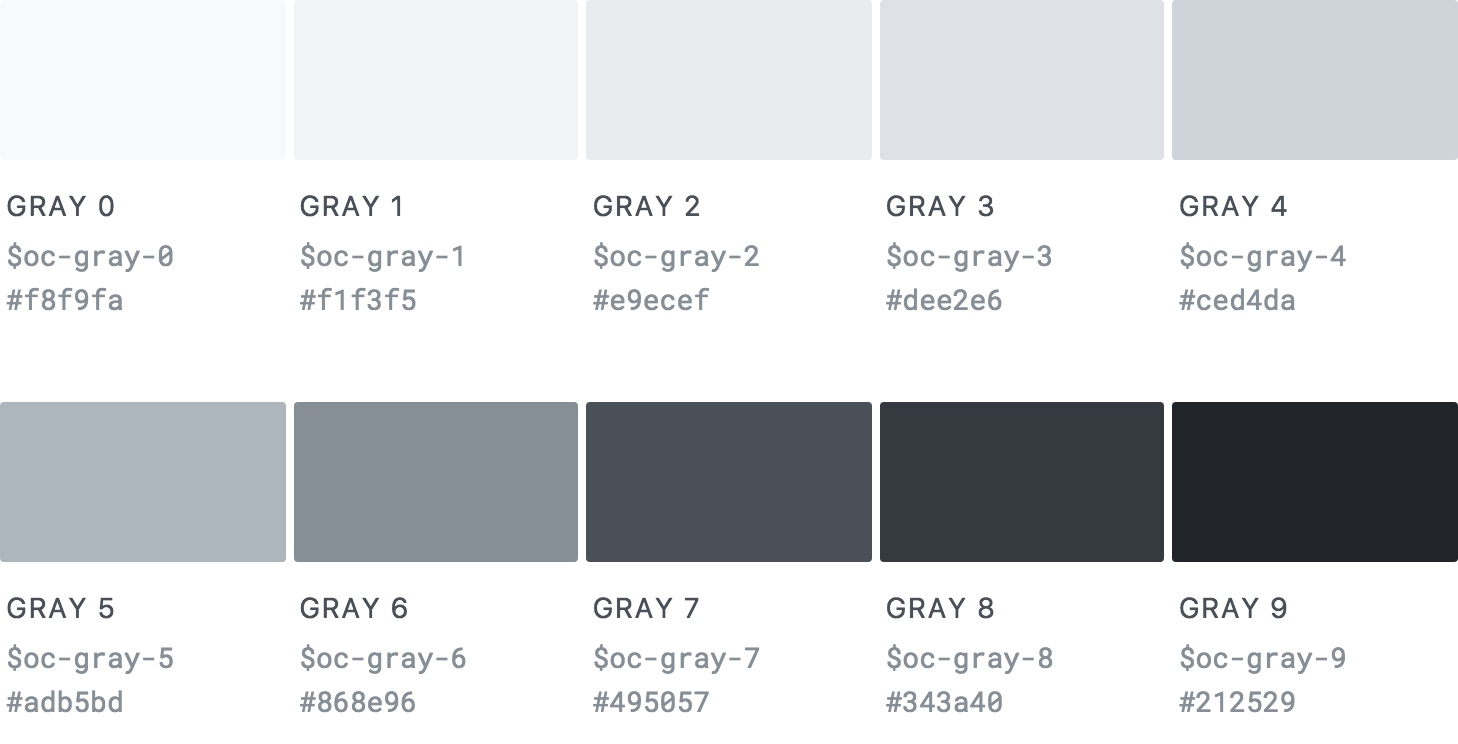 GRAY 0
$oc-gray-0
#f8f9fa
GRAY 1
$oc-gray-1
#f1f3f5
GRAY 2
$oc-gray-2
#e9ecef
GRAY 3
$oc-gray-3
#dee2e6
GRAY 4
$oc-gray-4
#ced4da
GRAY 5
$oc-gray-5
#adb5bd
GRAY 6
$oc-gray-6
#868e96
GRAY 7
$oc-gray-7
#495057
GRAY 8
$oc-gray-8
#343a40
GRAY 9
$oc-gray-9
#212529